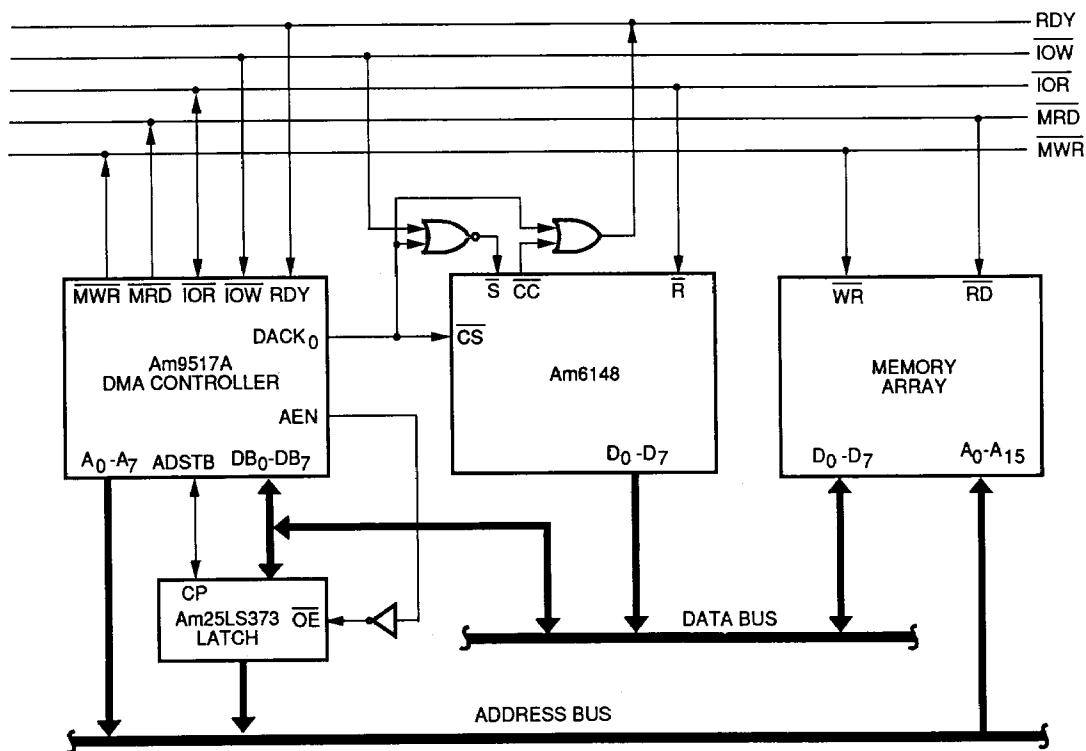 RDY
IOW
IOR
MRD
MWR
MWR MRD IOR IOW RDY
DACK0
Am9517A
DMA CONTROLLER
AEN
A0-A7 ADSTB DB0-DB7
S CC R
CS
Am6148
D0-D7
WR RD
MEMORY
ARRAY
D0-D7 A0-A15
CP
Am25LS373
LATCH
OE
DATA BUS
ADDRESS BUS